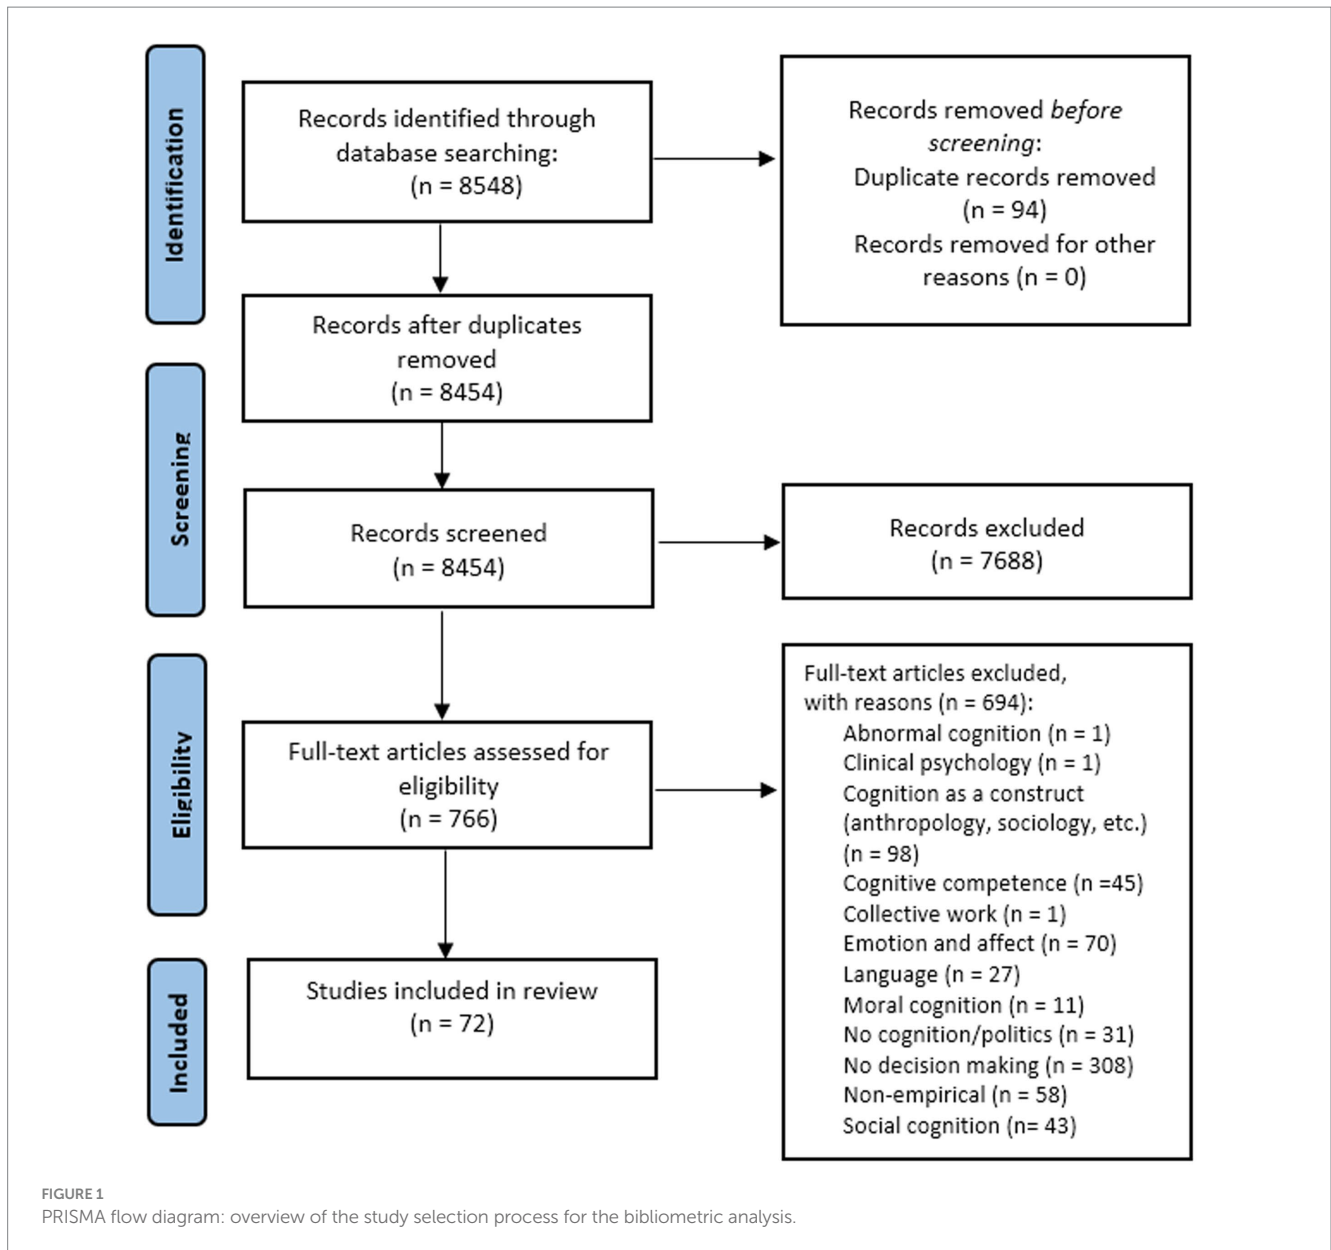 Identification
Records identified through
database searching:
(n = 8548)
Records removed before
screening:
Duplicate records removed
(n = 94)
Records removed for other
reasons (n = 0)
Records after duplicates
removed
(n = 8454)
Screening
Records screened
(n = 8454)
Records excluded
(n = 7688)
Eligibility
Full-text articles assessed for
eligibility
(n = 766)
Full-text articles excluded,
with reasons (n = 694):
Abnormal cognition (n = 1)
Clinical psychology (n = 1)
Cognition as a construct
(anthropology, sociology, etc.)
(n = 98)
Cognitive competence (n =45)
Collective work (n = 1)
Emotion and affect (n = 70)
Language (n = 27)
Moral cognition (n = 11)
No cognition/politics (n = 31)
No decision making (n = 308)
Non-empirical (n = 58)
Social cognition (n= 43)
Included
Studies included in review
(n = 72)
FIGURE 1
PRISMA flow diagram: overview of the study selection process for the bibliometric analysis.